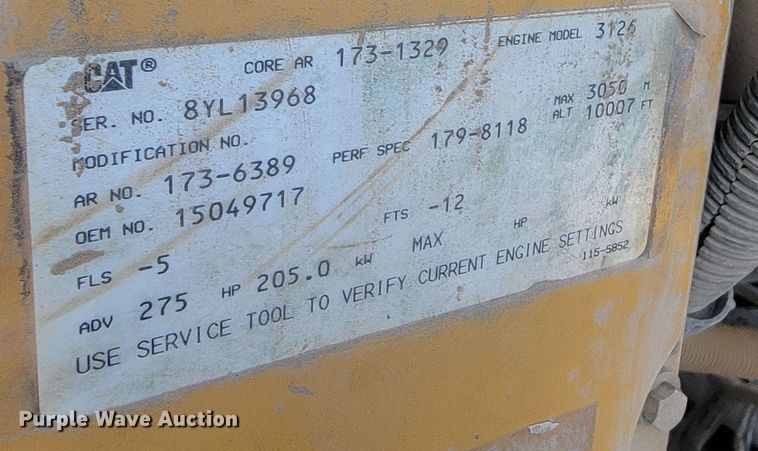 CAT® CORE AR 173-1329 ENGINE MODEL 3126
SER. NO. 8YL13968
MODIFICATION NO. MAX 3050 M
AR NO. 173-6389 PERF SPEC 179-8118 ALT 10007 FT
OEM NO. 15049717
FLS -5 FTS -12
ADV 275 HP 205.0 kW MAX HP kW
USE SERVICE TOOL TO VERIFY CURRENT ENGINE SETTINGS
115-5852
Purple Wave Auction